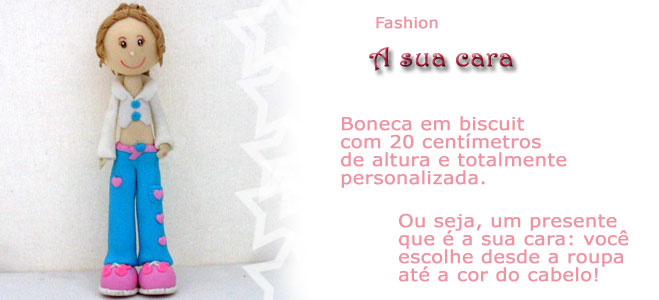 Fashion
A sua cara
Boneca em biscuit
com 20 centímetros
de altura e totalmente
personalizada.
Ou seja, um presente
que é a sua cara: você
escolhe desde a roupa
até a cor do cabelo!